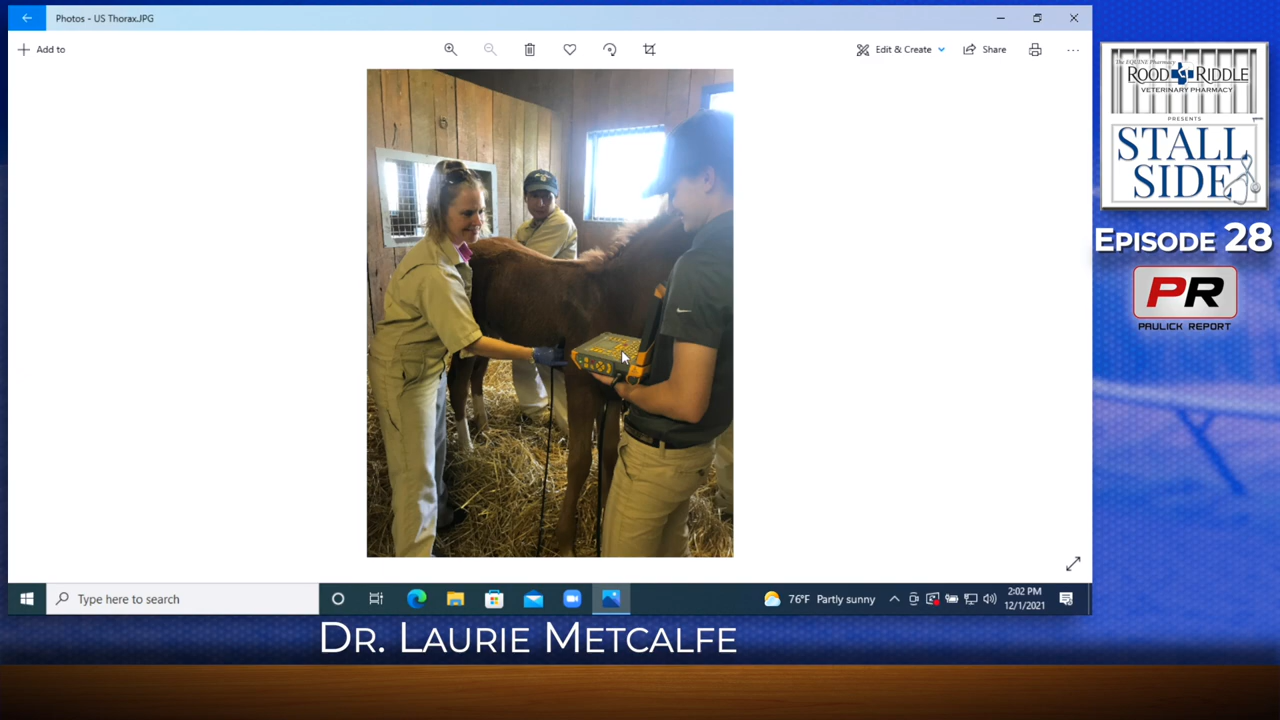 Photos - US Thorax.JPG
Add to
Edit & Create
Share
The EQUINE Pharmacy
ROOD RIDDLE
VETERINARY PHARMACY
PRESENTS
STALL
SIDE
EPISODE 28
PR
PAULICK REPORT
Type here to search
76°F Partly sunny
2:02 PM
12/1/2021
DR. LAURIE METCALFE